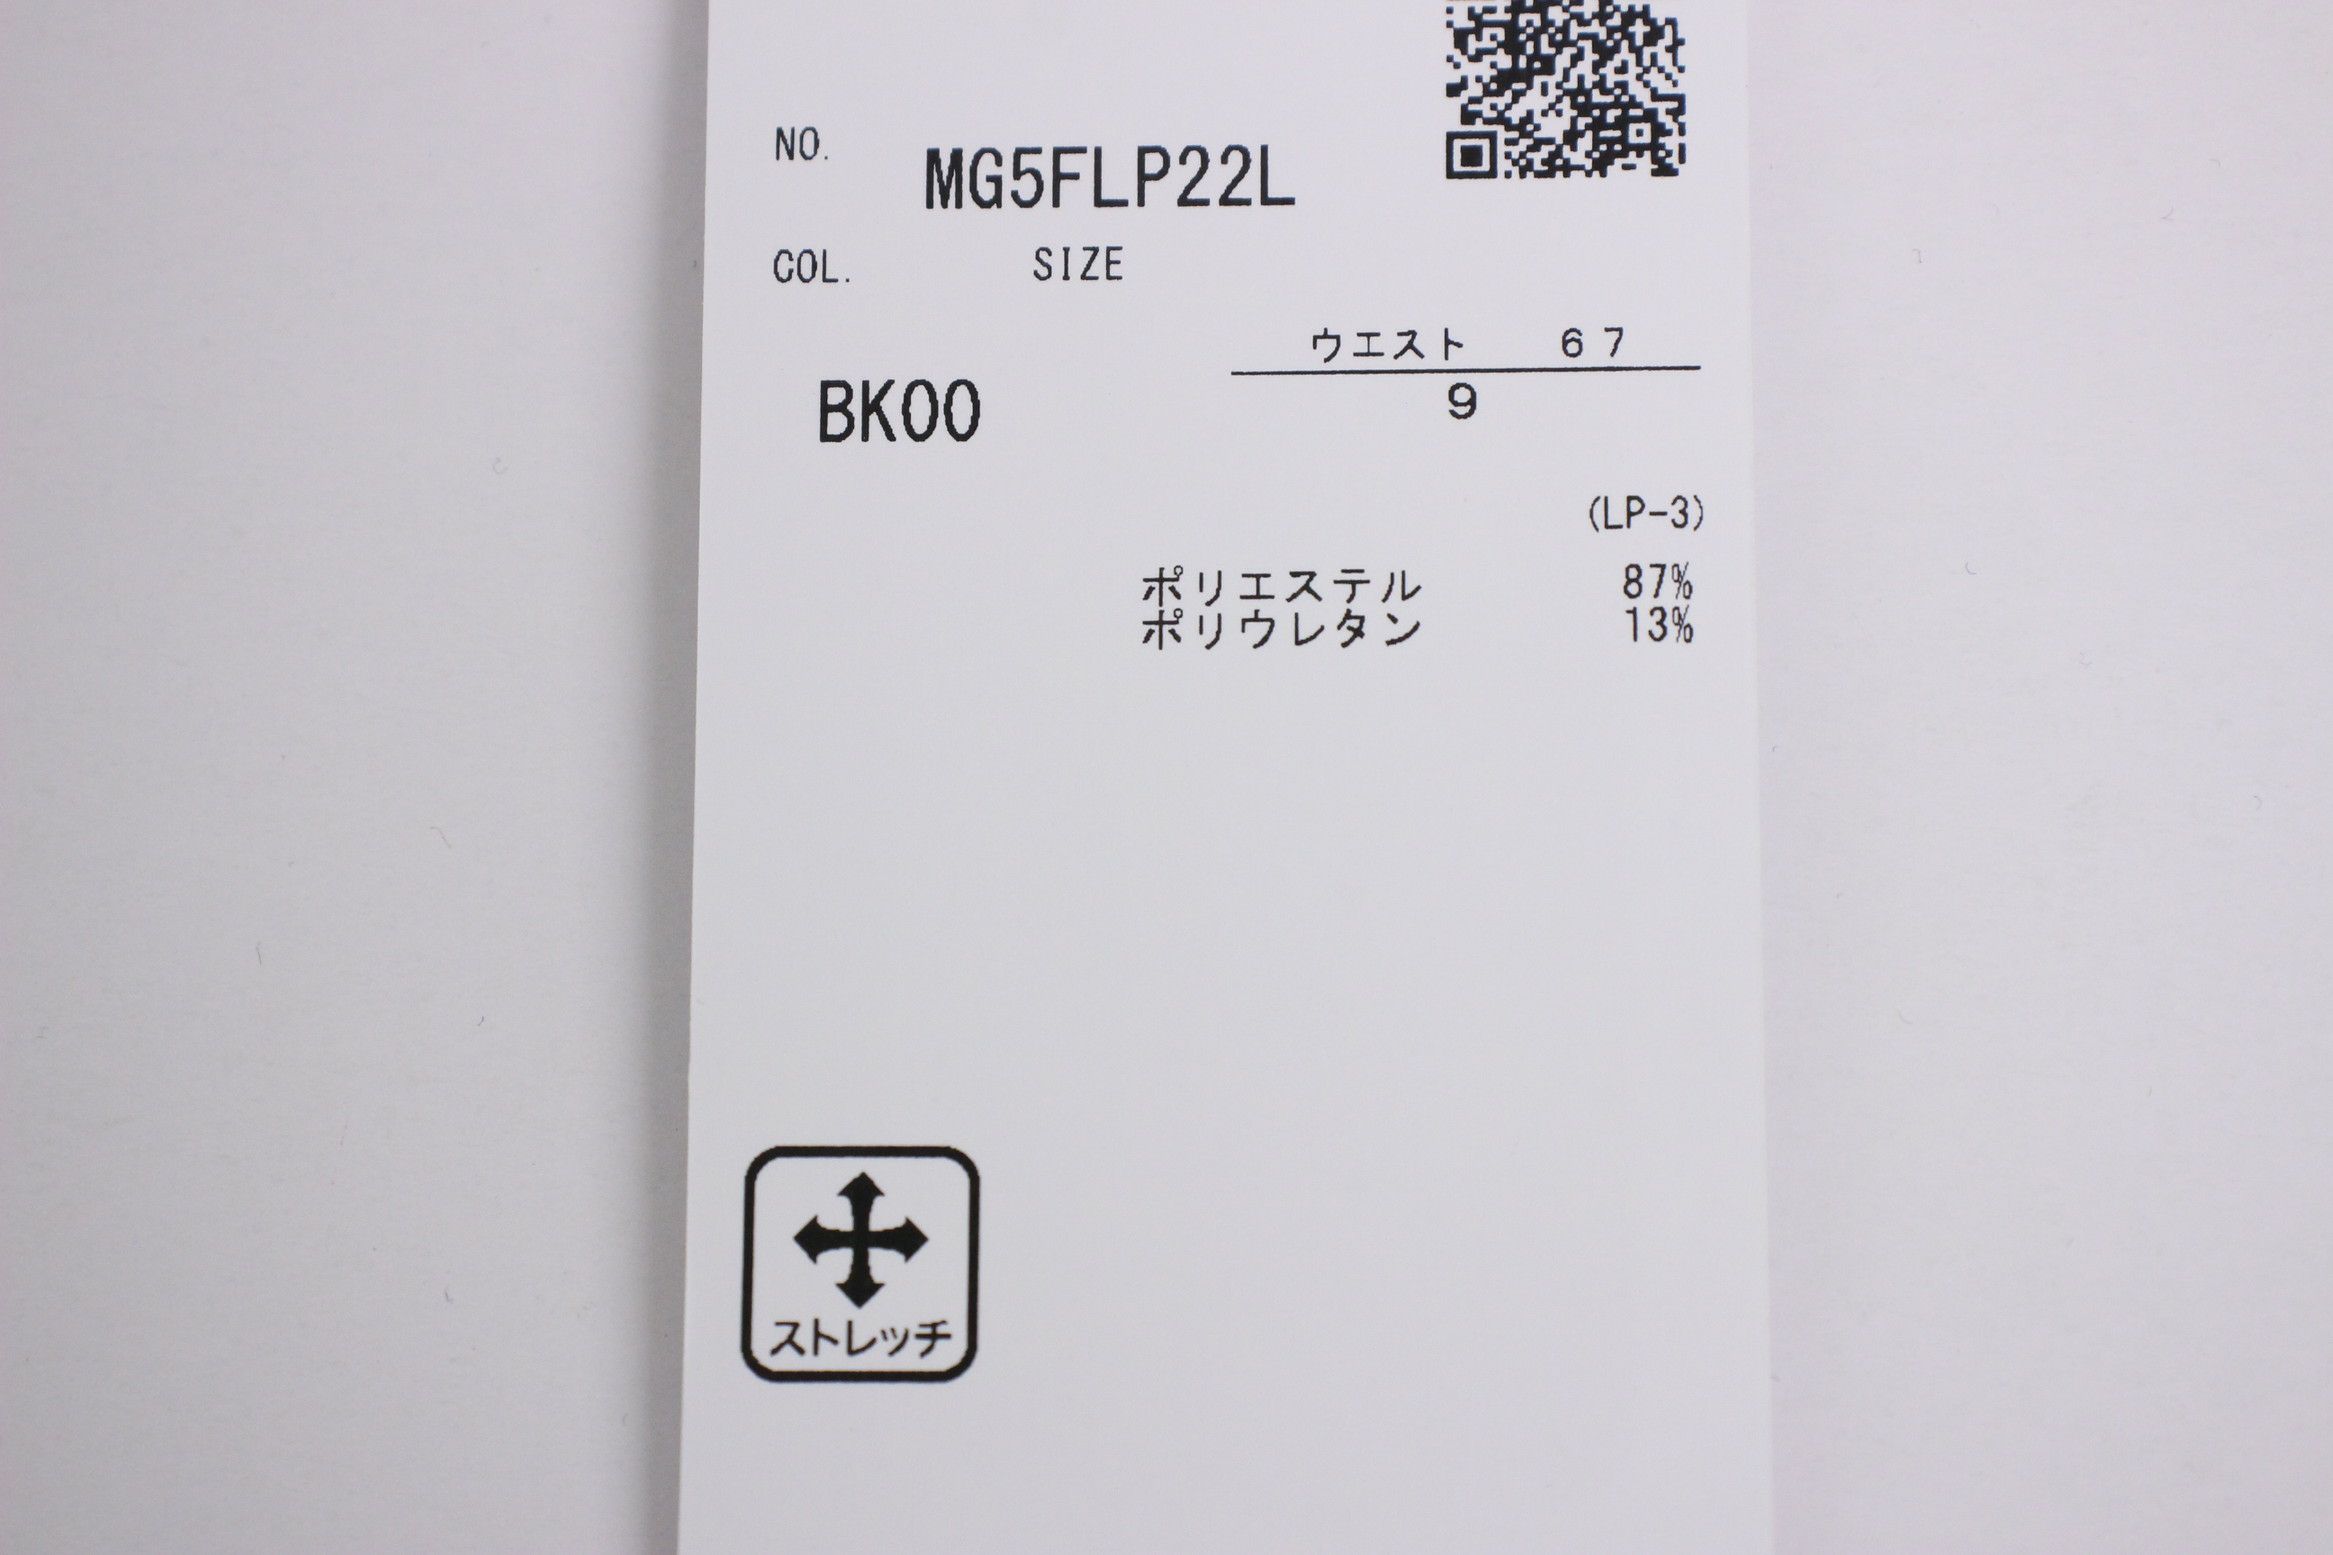 NO.
MG5FLP22L
COL. SIZE
ウエスト 67
BK00
9
(LP-3)
ポリエステル 87%
ポリウレタン 13%
ストレッチ